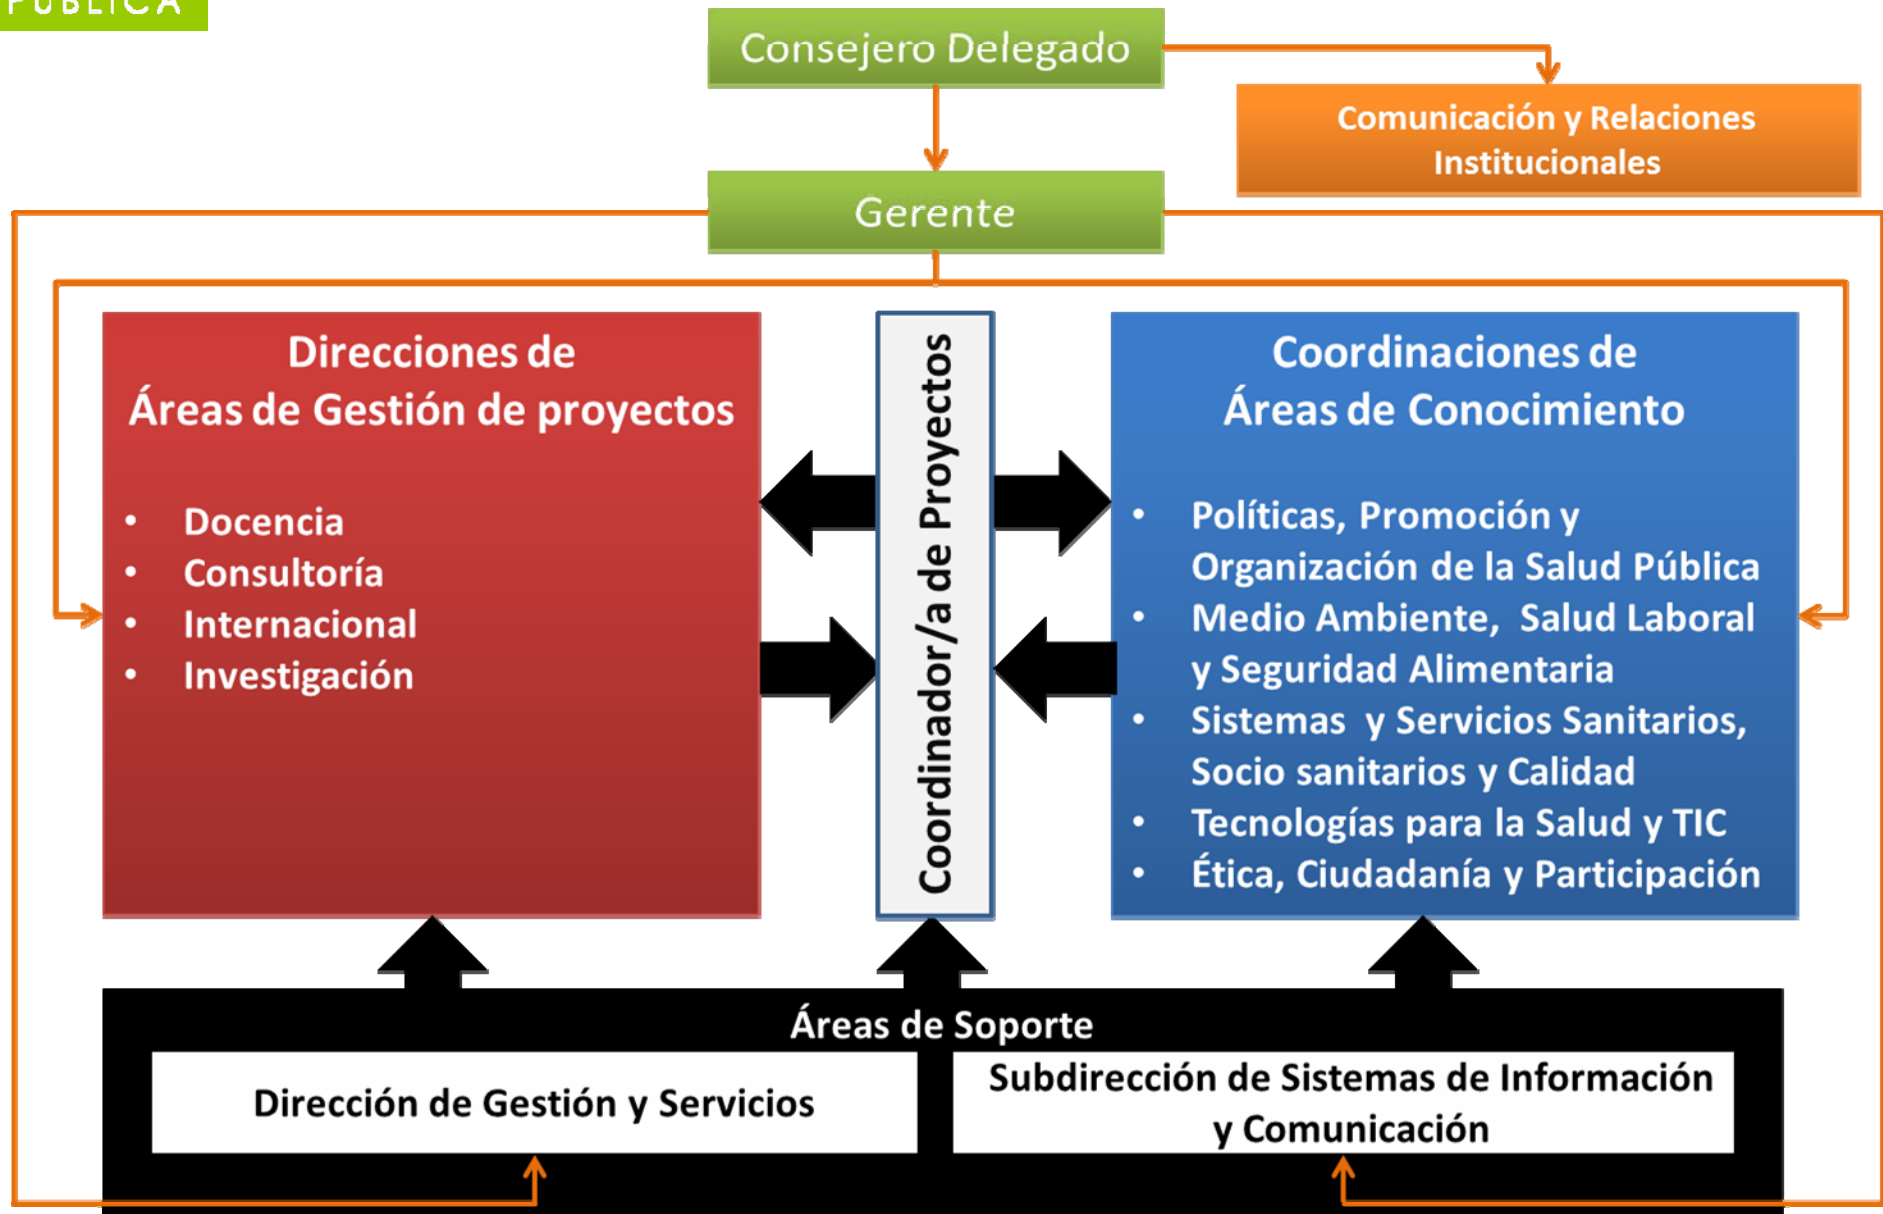 PÚBLICA
Consejero Delegado
Comunicación y Relaciones
Institucionales
Gerente
Direcciones de
Áreas de Gestión de proyectos
• Docencia
• Consultoría
• Internacional
• Investigación
Coordinador/a de Proyectos
Coordinaciones de
Áreas de Conocimiento
• Políticas, Promoción y
Organización de la Salud Pública
• Medio Ambiente, Salud Laboral
y Seguridad Alimentaria
• Sistemas y Servicios Sanitarios,
Socio sanitarios y Calidad
• Tecnologías para la Salud y TIC
• Ética, Ciudadanía y Participación
Áreas de Soporte
Dirección de Gestión y Servicios
Subdirección de Sistemas de Información
y Comunicación